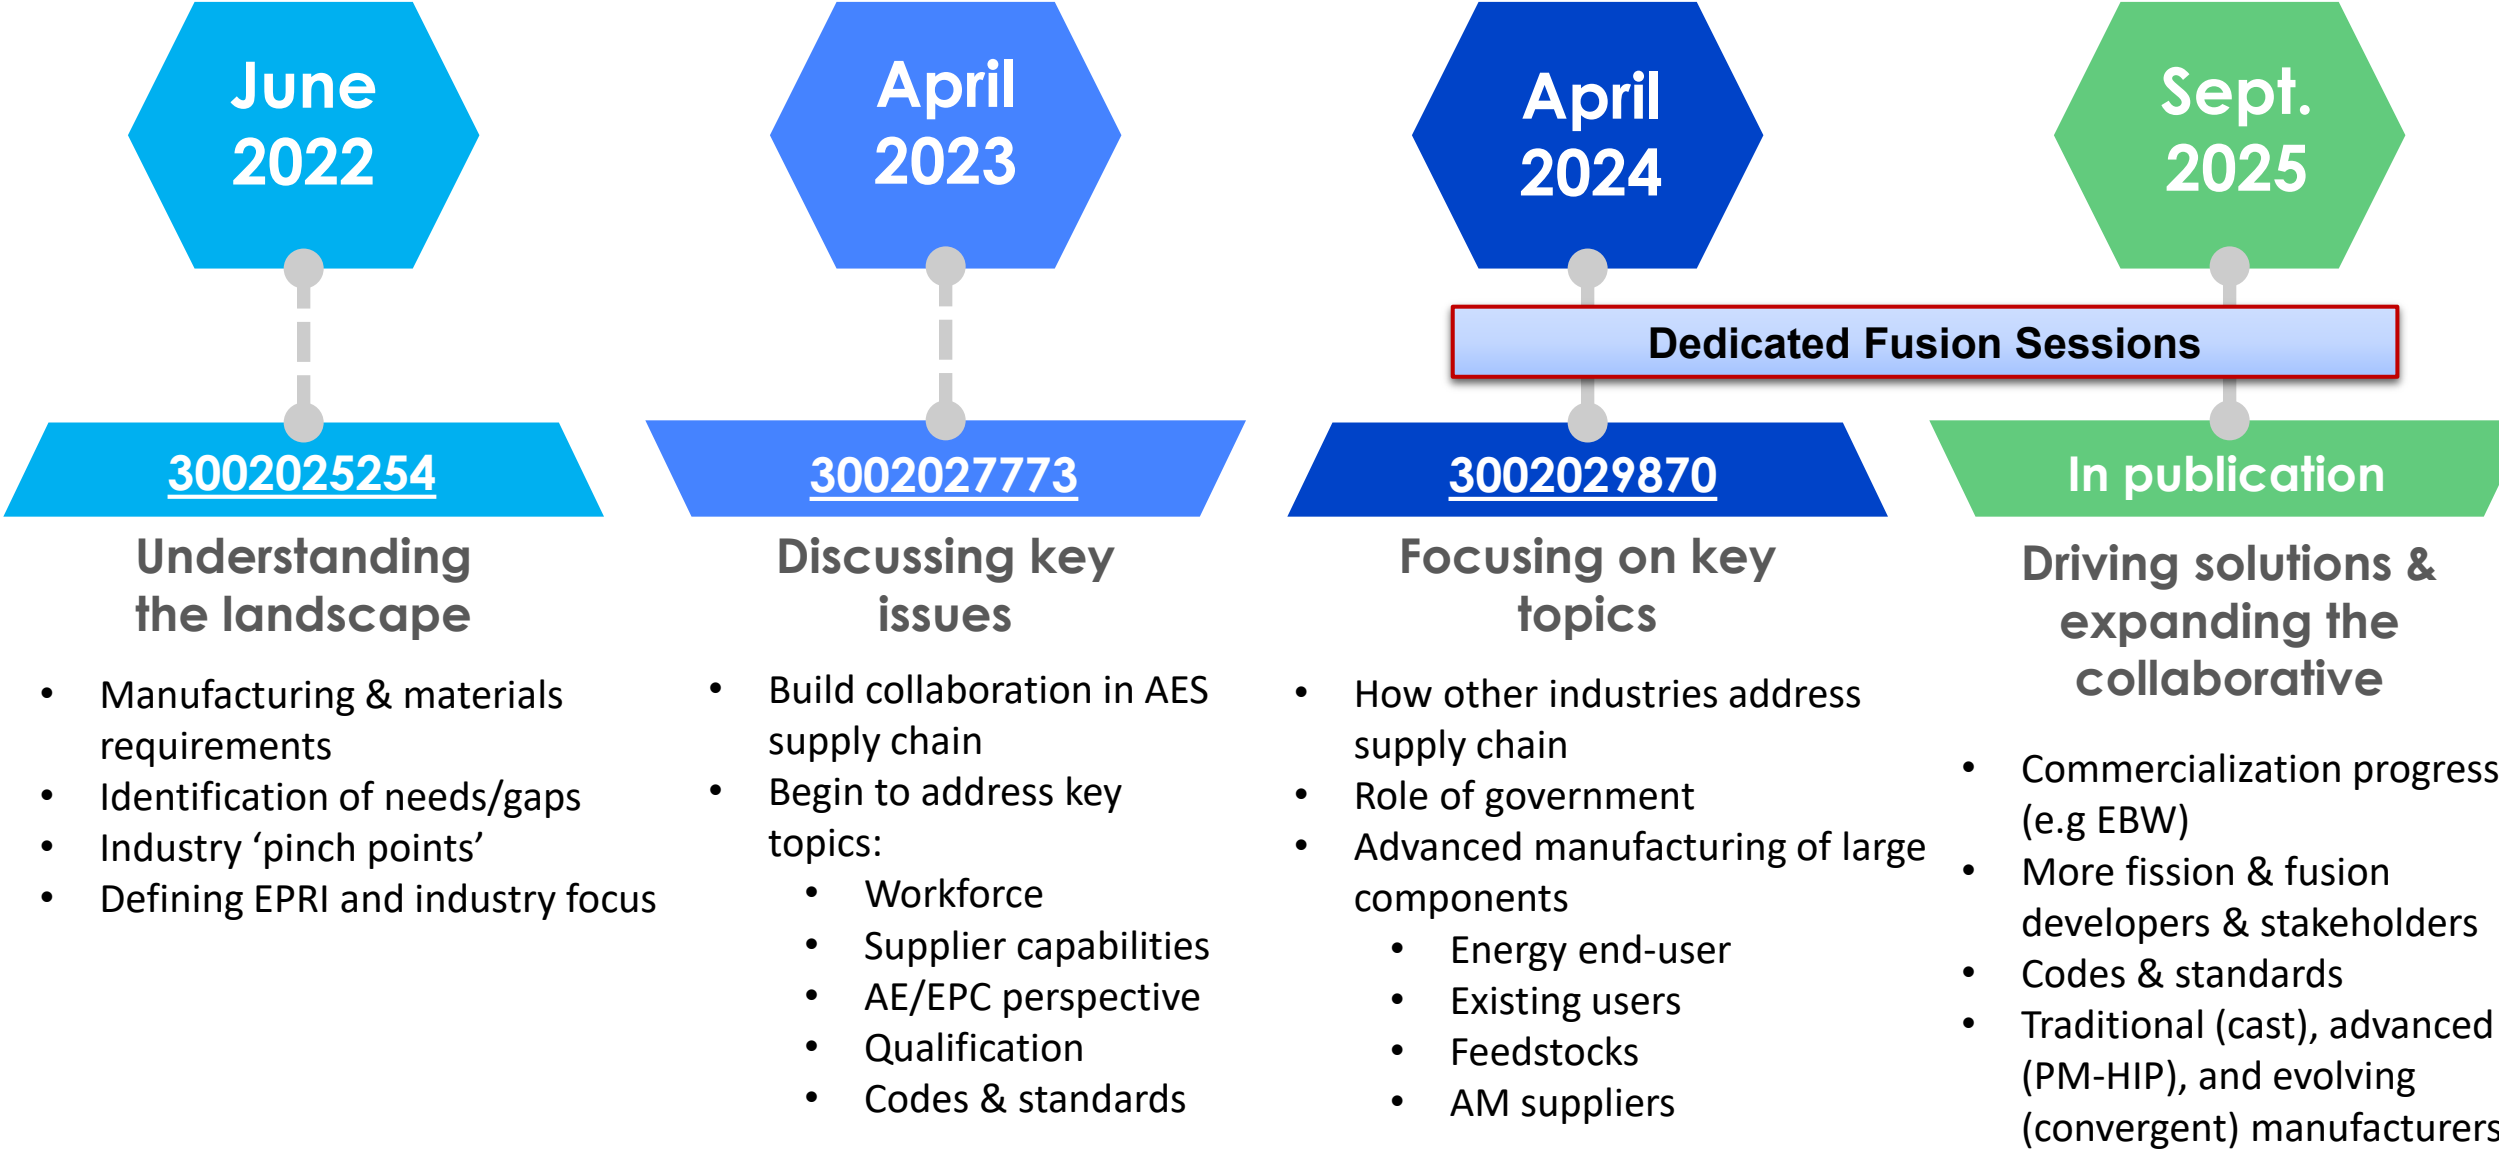 June
2022
April
2023
April
2024
Sept.
2025
Dedicated Fusion Sessions
3002025254
3002027773
3002029870
In publication
Understanding
the landscape
• Manufacturing & materials
requirements
• Identification of needs/gaps
• Industry ‘pinch points’
• Defining EPRI and industry focus
Discussing key
issues
• Build collaboration in AES
supply chain
• Begin to address key
topics:
• Workforce
• Supplier capabilities
• AE/EPC perspective
• Qualification
• Codes & standards
Focusing on key
topics
• How other industries address
supply chain
• Role of government
• Advanced manufacturing of large
components
• Energy end-user
• Existing users
• Feedstocks
• AM suppliers
Driving solutions &
expanding the
collaborative
• Commercialization progress
(e.g EBW)
• More fission & fusion
developers & stakeholders
• Codes & standards
• Traditional (cast), advanced
(PM-HIP), and evolving
(convergent) manufacturers